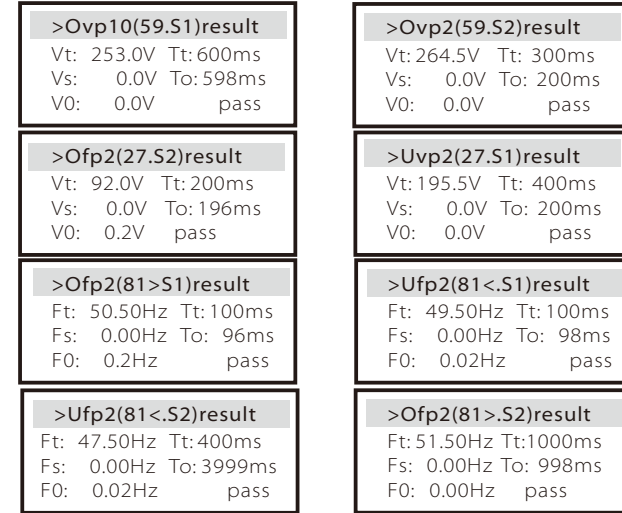 >Ovp10(59.S1)result
Vt: 253.0V Tt: 600ms
Vs: 0.0V To: 598ms
V0: 0.0V pass
>Ovp2(59.S2)result
Vt: 264.5V Tt: 300ms
Vs: 0.0V To: 200ms
V0: 0.0V pass
>Ofp2(27.S2)result
Vt: 92.0V Tt: 200ms
Vs: 0.0V To: 196ms
V0: 0.2V pass
>Uvp2(27.S1)result
Vt: 195.5V Tt: 400ms
Vs: 0.0V To: 200ms
V0: 0.0V pass
>Ofp2(81>S1)result
Ft: 50.50Hz Tt: 100ms
Fs: 0.00Hz To: 96ms
F0: 0.2Hz pass
>Ufp2(81<.S1)result
Ft: 49.50Hz Tt: 100ms
Fs: 0.00Hz To: 98ms
F0: 0.02Hz pass
>Ufp2(81<.S2)result
Ft: 47.50Hz Tt: 400ms
Fs: 0.00Hz To: 3999ms
F0: 0.02Hz pass
>Ofp2(81>.S2)result
Ft: 51.50Hz Tt:1000ms
Fs: 0.00Hz To: 998ms
F0: 0.00Hz pass